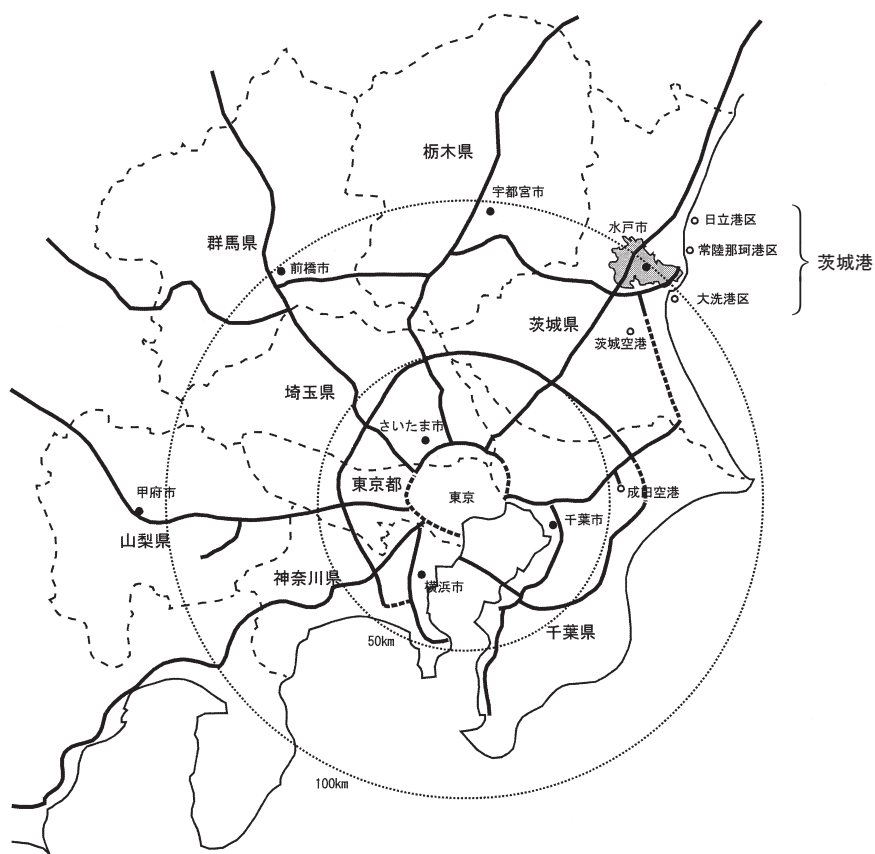 栃木県
宇都宮市
水戸市
日立港区
群馬県
常陸那珂港区
茨城港
前橋市
大洗港区
茨城県
茨城空港
埼玉県
さいたま市
東京都
甲府市
東京
成田空港
千葉市
山梨県
神奈川県
横浜市
千葉県
50km
100km